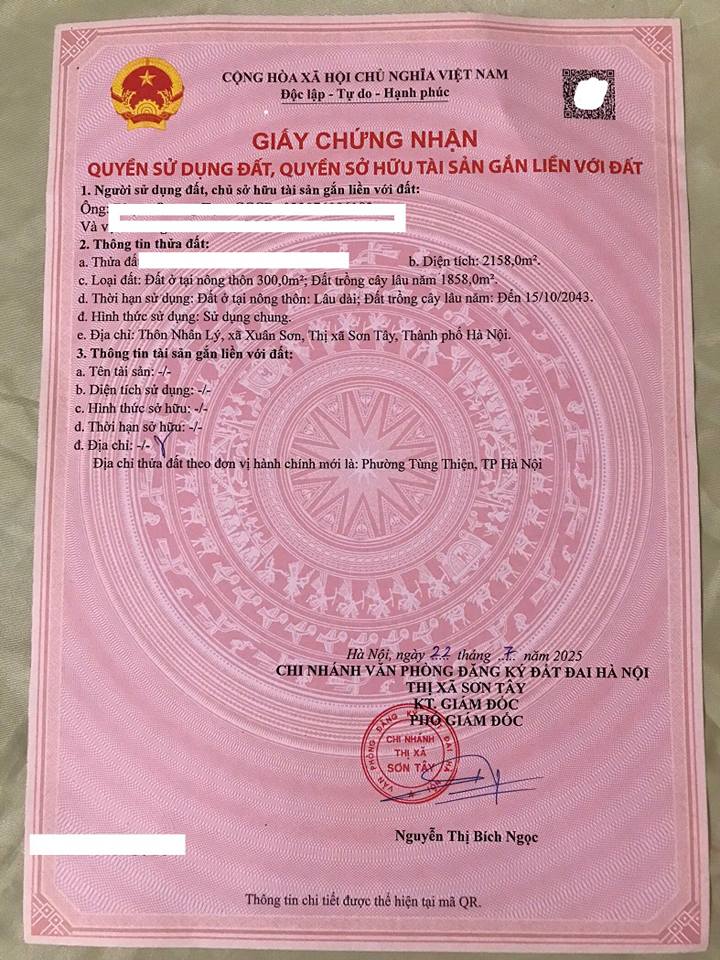 CỘNG HÒA XÃ HỘI CHỦ NGHĨA VIỆT NAM
Độc lập - Tự do - Hạnh phúc
GIẤY CHỨNG NHẬN
QUYỀN SỬ DỤNG ĐẤT, QUYỀN SỞ HỮU TÀI SẢN GẮN LIỀN VỚI ĐẤT
1. Người sử dụng đất, chủ sở hữu tài sản gắn liền với đất:
Ông:
Và
2. Thông tin thửa đất:
a. Thửa b. Diện tích: 2158,0m².
c. Loại đất: Đất ở tại nông thôn 300,0m²; Đất trồng cây lâu năm 1858,0m².
d. Thời hạn sử dụng: Đất ở tại nông thôn: Lâu dài; Đất trồng cây lâu năm: Đến 15/10/2043.
đ. Hình thức sử dụng: Sử dụng chung.
e. Địa chỉ: Thôn Nhân Lý, xã Xuân Sơn, Thị xã Sơn Tây, Thành phố Hà Nội.
3. Thông tin tài sản gắn liền với đất:
a. Tên tài sản: -/-
b. Diện tích sử dụng: -/-
c. Hình thức sở hữu: -/-
d. Thời hạn sở hữu: -/-
đ. Địa chỉ: -/-
Địa chỉ thửa đất theo đơn vị hành chính mới là: Phường Tùng Thiện, TP Hà Nội
Hà Nội, ngày 22 tháng 7 năm 2025
CHI NHÁNH VĂN PHÒNG ĐĂNG KÝ ĐẤT ĐAI HÀ NỘI
THỊ XÃ SƠN TÂY
KT. GIÁM ĐỐC
PHÓ GIÁM ĐỐC
VĂN PHÒNG ĐĂNG KÝ ĐẤT ĐAI HÀ NỘI
CHI NHÁNH
THỊ XÃ
SƠN TÂY
Nguyễn Thị Bích Ngọc
Thông tin chi tiết được thể hiện tại mã QR.